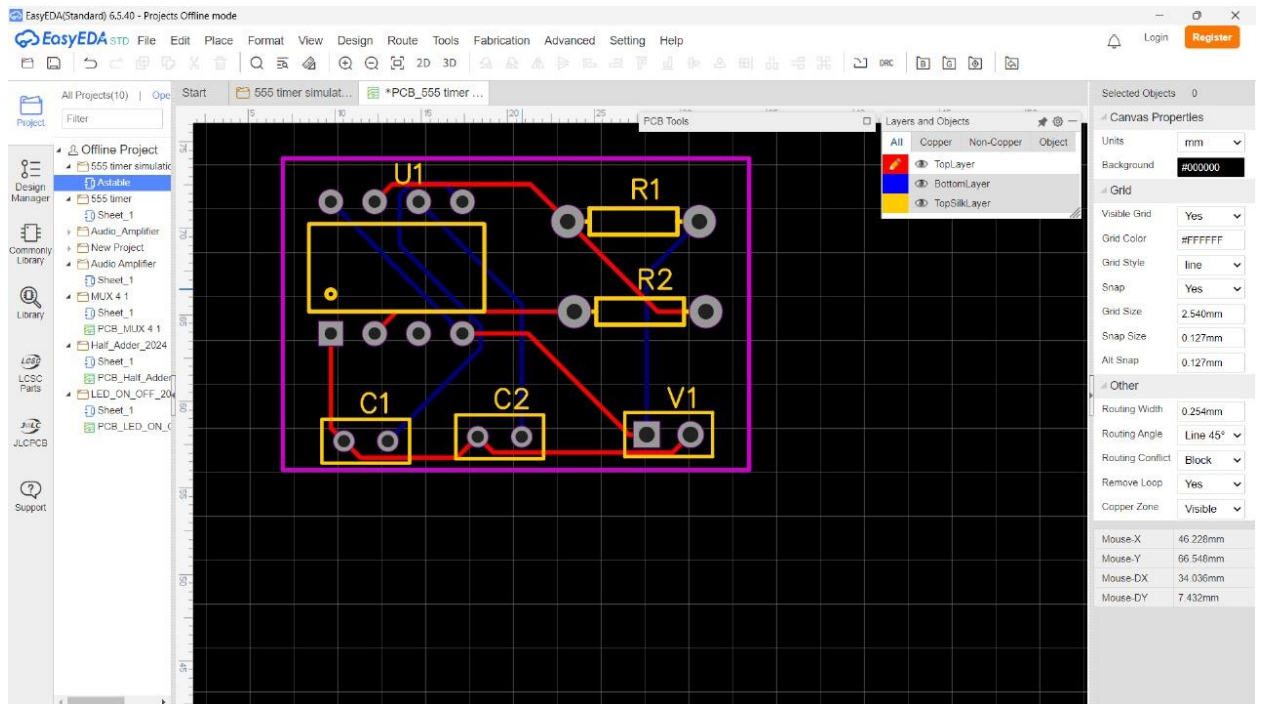 EasyEDA(Standard) 6.5.40 - Projects Offline mode
EasyEDA STD File Edit Place Format View Design Route Tools Fabrication Advanced Setting Help
Login Register
2D 3D DRC
All Projects(10) | Ope
Filter
Start 555 timer simulat... *PCB_555 timer ...
Project
Design Manager
Commonly Library
Library
LCSC
LCSC Parts
JLCPCB
Support
Offline Project
555 timer simulatic
Astable
555 timer
Sheet_1
Audio_Amplifier
New Project
Audio Amplifier
Sheet_1
MUX 4 1
Sheet_1
PCB_MUX 4 1
Half_Adder_2024
Sheet_1
PCB_Half_Adder
LED_ON_OFF_20
Sheet_1
PCB_LED_ON_C
PCB Tools
Layers and Objects
All Copper Non-Copper Object
TopLayer
BottomLayer
TopSilkLayer
U1
R1
R2
C1
C2
V1
Selected Objects 0
Canvas Properties
Units mm
Background #000000
Grid
Visible Grid Yes
Grid Color #FFFFFF
Grid Style line
Snap Yes
Grid Size 2.540mm
Snap Size 0.127mm
Alt Snap 0.127mm
Other
Routing Width 0.254mm
Routing Angle Line 45°
Routing Conflict Block
Remove Loop Yes
Copper Zone Visible
Mouse-X 46.228mm
Mouse-Y 66.548mm
Mouse-DX 34.036mm
Mouse-DY 7.432mm